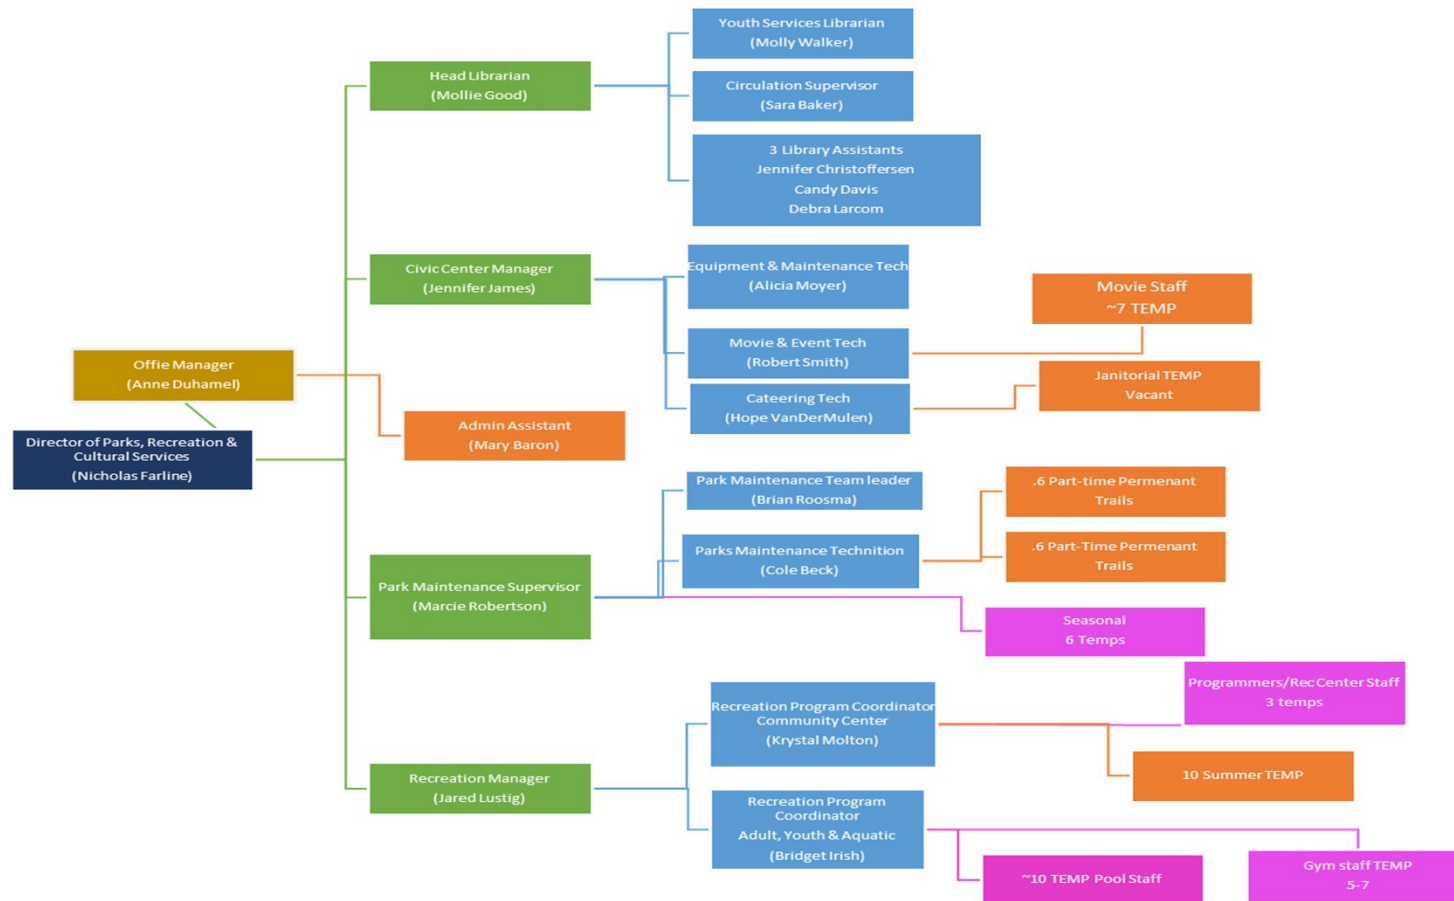 Youth Services Librarian
(Molly Walker)
Head Librarian
(Mollie Good)
Circulation Supervisor
(Sara Baker)
3 Library Assistants
Jennifer Christoffersen
Candy Davis
Debra Larcom
Civic Center Manager
(Jennifer James)
Equipment & Maintenance Tech
(Alicia Moyer)
Movie Staff
~7 TEMP
Movie & Event Tech
(Robert Smith)
Offie Manager
(Anne Duhamel)
Cateering Tech
(Hope VanDerMulen)
Janitorial TEMP
Vacant
Admin Assistant
(Mary Baron)
Director of Parks, Recreation &
Cultural Services
(Nicholas Farline)
Park Maintenance Team leader
(Brian Roosma)
.6 Part-time Permenant
Trails
Parks Maintenance Technition
(Cole Beck)
.6 Part-Time Permenant
Trails
Park Maintenance Supervisor
(Marcie Robertson)
Seasonal
6 Temps
Programmers/Rec Center Staff
3 temps
Recreation Program Coordinator
Community Center
(Krystal Molton)
10 Summer TEMP
Recreation Manager
(Jared Lustig)
Recreation Program
Coordinator
Adult, Youth & Aquatic
(Bridget Irish)
~10 TEMP Pool Staff
Gym staff TEMP
5-7